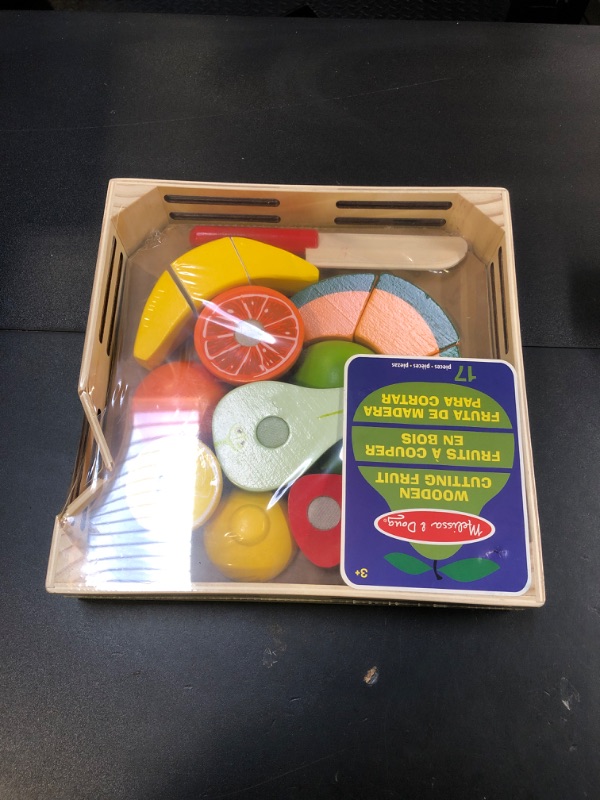 3+
Melissa & Doug
WOODEN
CUTTING FRUIT
FRUITS À COUPER
EN BOIS
FRUTA DE MADERA
PARA CORTAR
17
pieces • pièces • piezas